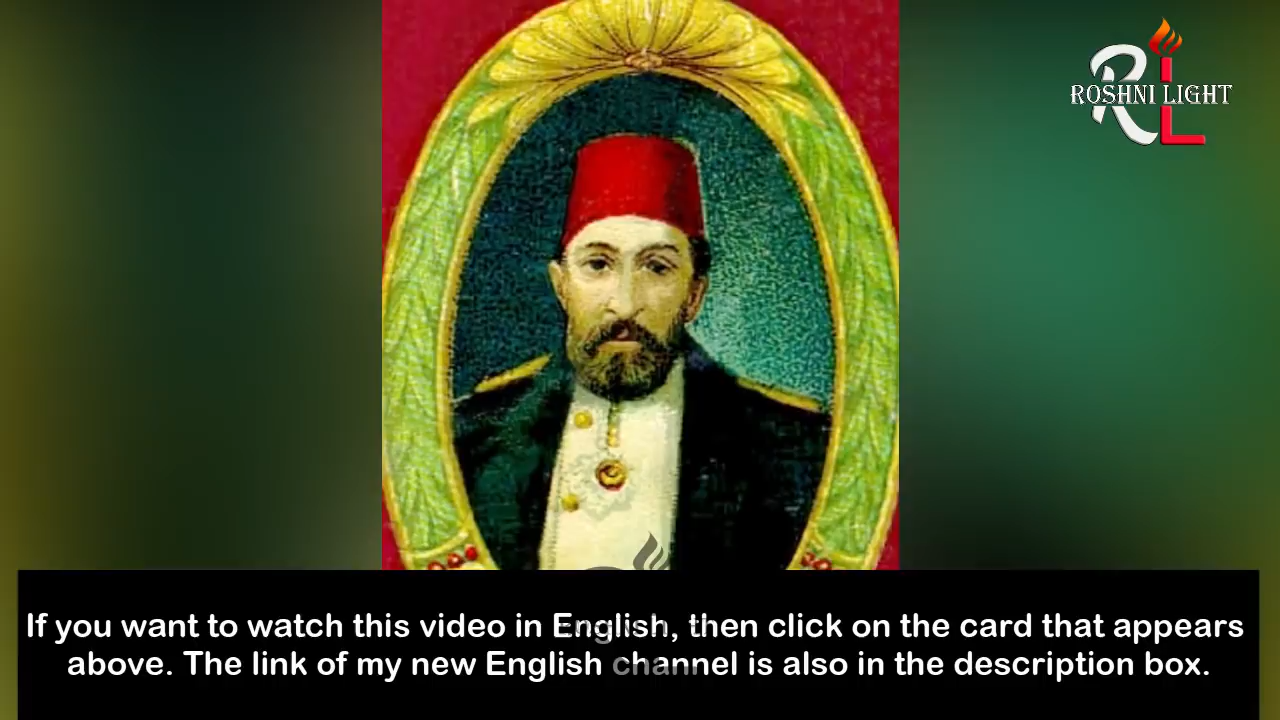 RL
ROSHNI LIGHT
If you want to watch this video in English, then click on the card that appears
above. The link of my new English channel is also in the description box.